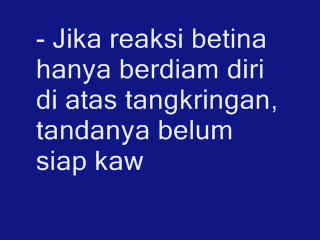 - Jika reaksi betina
hanya berdiam diri
di atas tangkringan,
tandanya belum
siap kaw